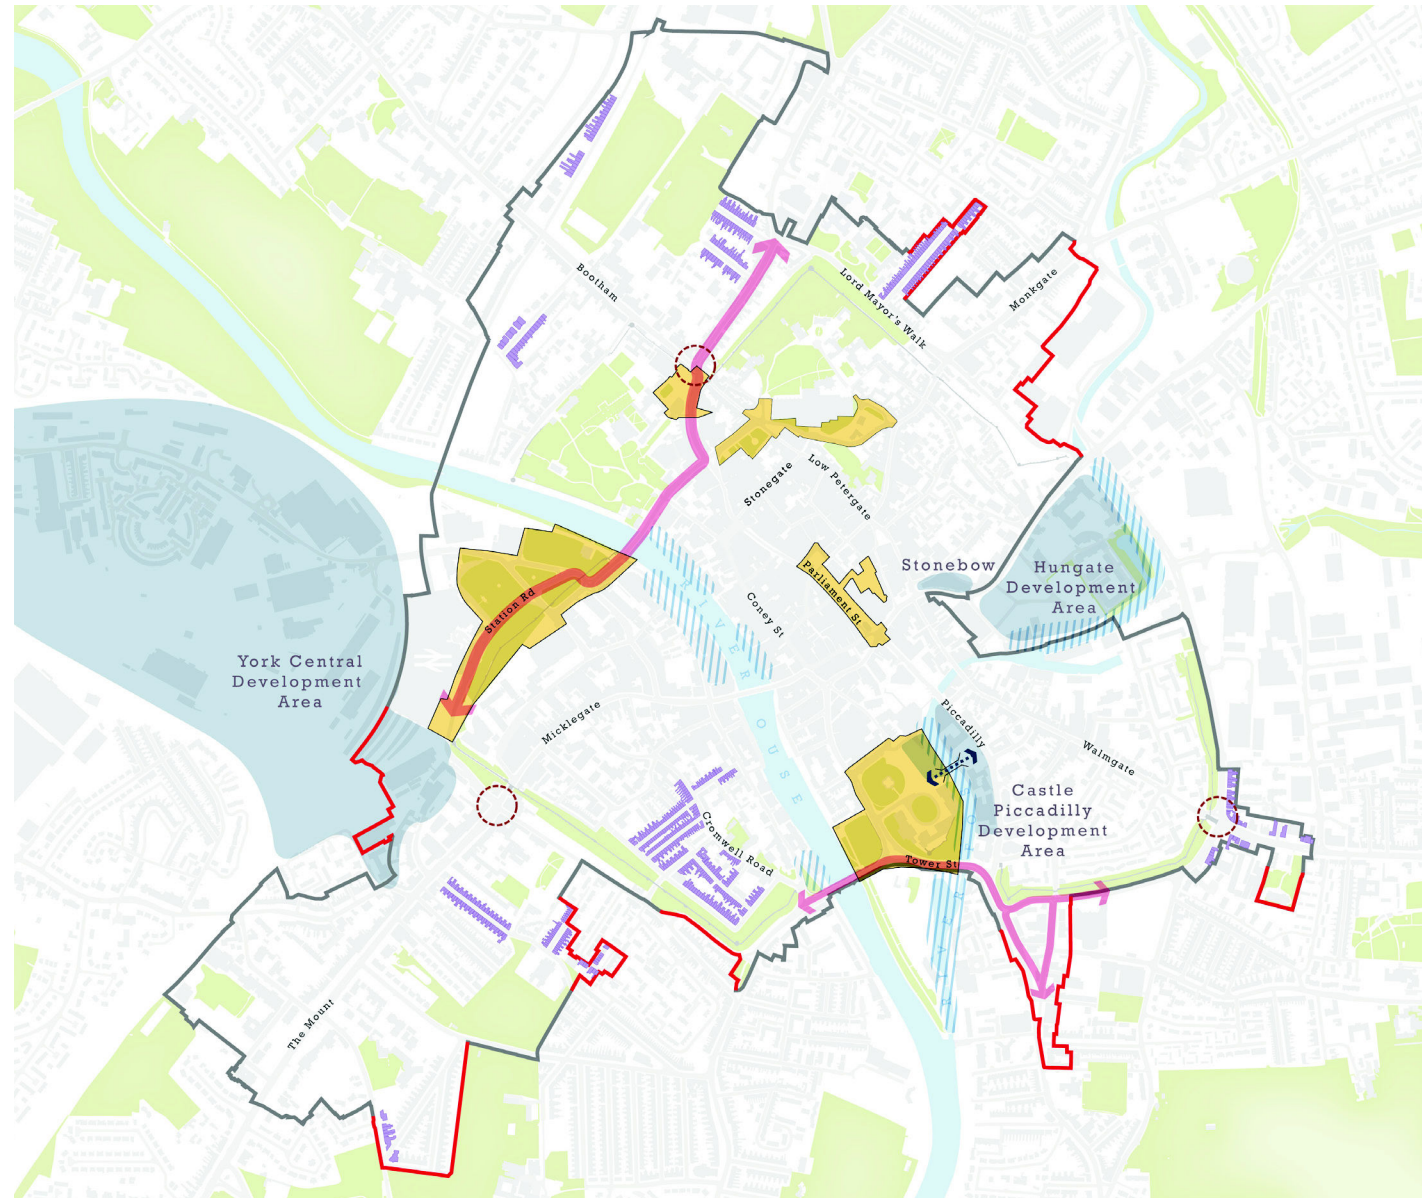 Bootham
Lord Mayor's Walk
Monkgate
Stonegate
Low Petergate
Stonebow
Hungate
Development
Area
Parliament St
Coney St
Station Rd
RIVER OUSE
York Central
Development
Area
Micklegate
Piccadilly
Walmgate
Castle
Piccadilly
Development
Area
Cromwell Road
Tower St
The Mount